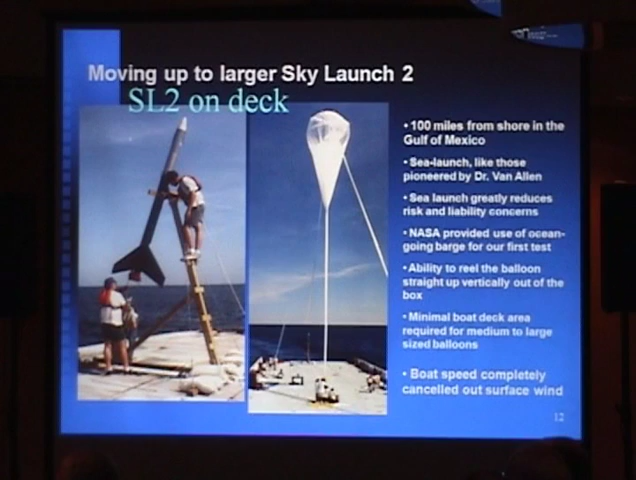 Moving up to larger Sky Launch 2
SL2 on deck
• 100 miles from shore in the
Gulf of Mexico
• Sea-launch, like those
pioneered by Dr. Van Allen
• Sea launch greatly reduces
risk and liability concerns
• NASA provided use of ocean-
going barge for our first test
• Ability to reel the balloon
straight up vertically out of the
box
• Minimal boat deck area
required for medium to large
sized balloons
• Boat speed completely
cancelled out surface wind
12